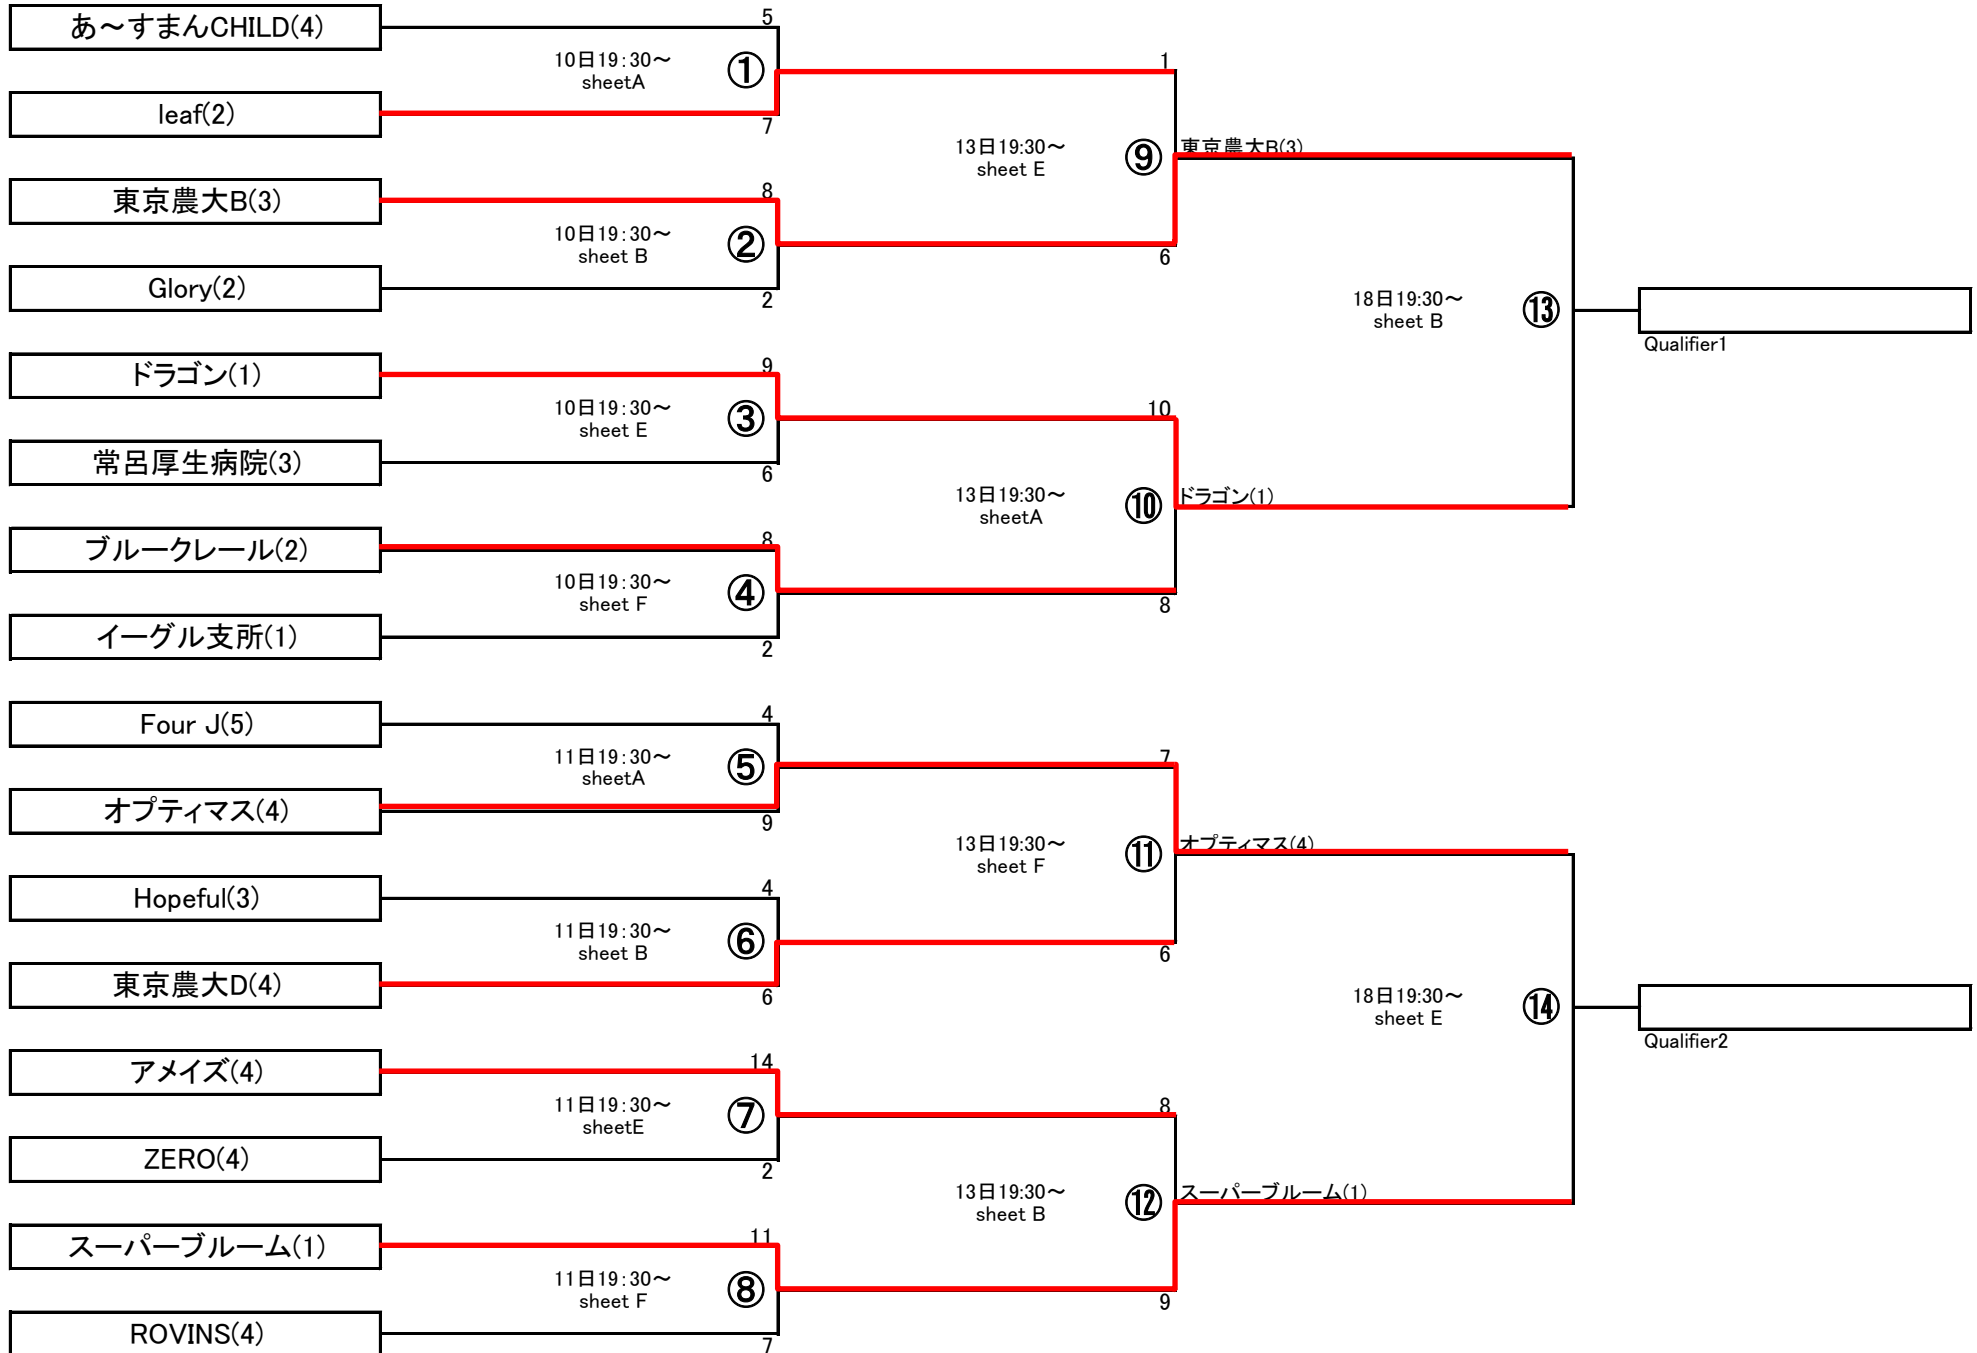 あ～すまんCHILD(4)
5
10日19:30～
sheetA
①
leaf(2)
7
1
13日19:30～
sheet E
⑨
東京農大B(3)
東京農大B(3)
8
10日19:30～
sheet B
②
6
Glory(2)
2
18日19:30～
sheet B
⑬
Qualifier1
ドラゴン(1)
9
10日19:30～
sheet E
③
常呂厚生病院(3)
6
10
13日19:30～
sheetA
⑩
ドラゴン(1)
ブルークレール(2)
8
10日19:30～
sheet F
④
8
イーグル支所(1)
2
Four J(5)
4
11日19:30～
sheetA
⑤
オプティマス(4)
9
7
13日19:30～
sheet F
⑪
オプティマス(4)
Hopeful(3)
4
11日19:30～
sheet B
⑥
6
東京農大D(4)
6
18日19:30～
sheet E
⑭
Qualifier2
アメイズ(4)
14
11日19:30～
sheetE
⑦
ZERO(4)
2
8
13日19:30～
sheet B
⑫
スーパーブルーム(1)
スーパーブルーム(1)
11
11日19:30～
sheet F
⑧
9
ROVINS(4)
7